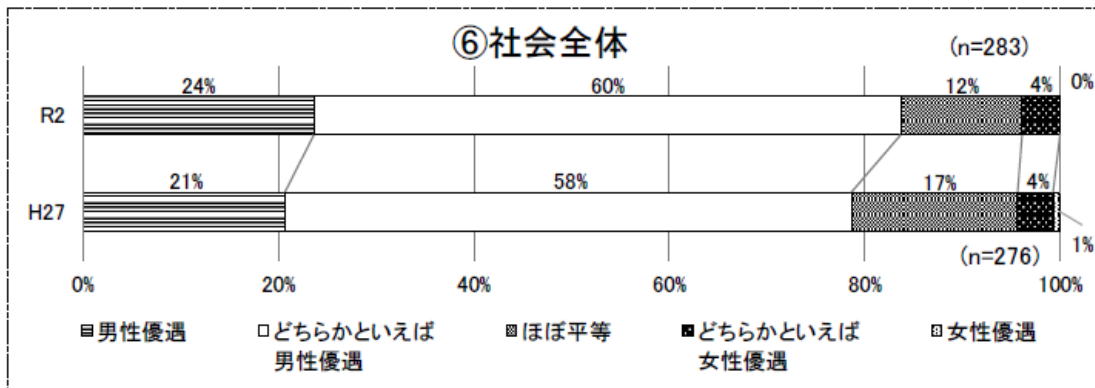 ⑥社会全体
(n=283)
24% 60% 12% 4% 0%
R2
21% 58% 17% 4%
H27
1%
(n=276)
0% 20% 40% 60% 80% 100%
男性優遇 どちらかといえば ほぼ平等 どちらかといえば 女性優遇
男性優遇 女性優遇